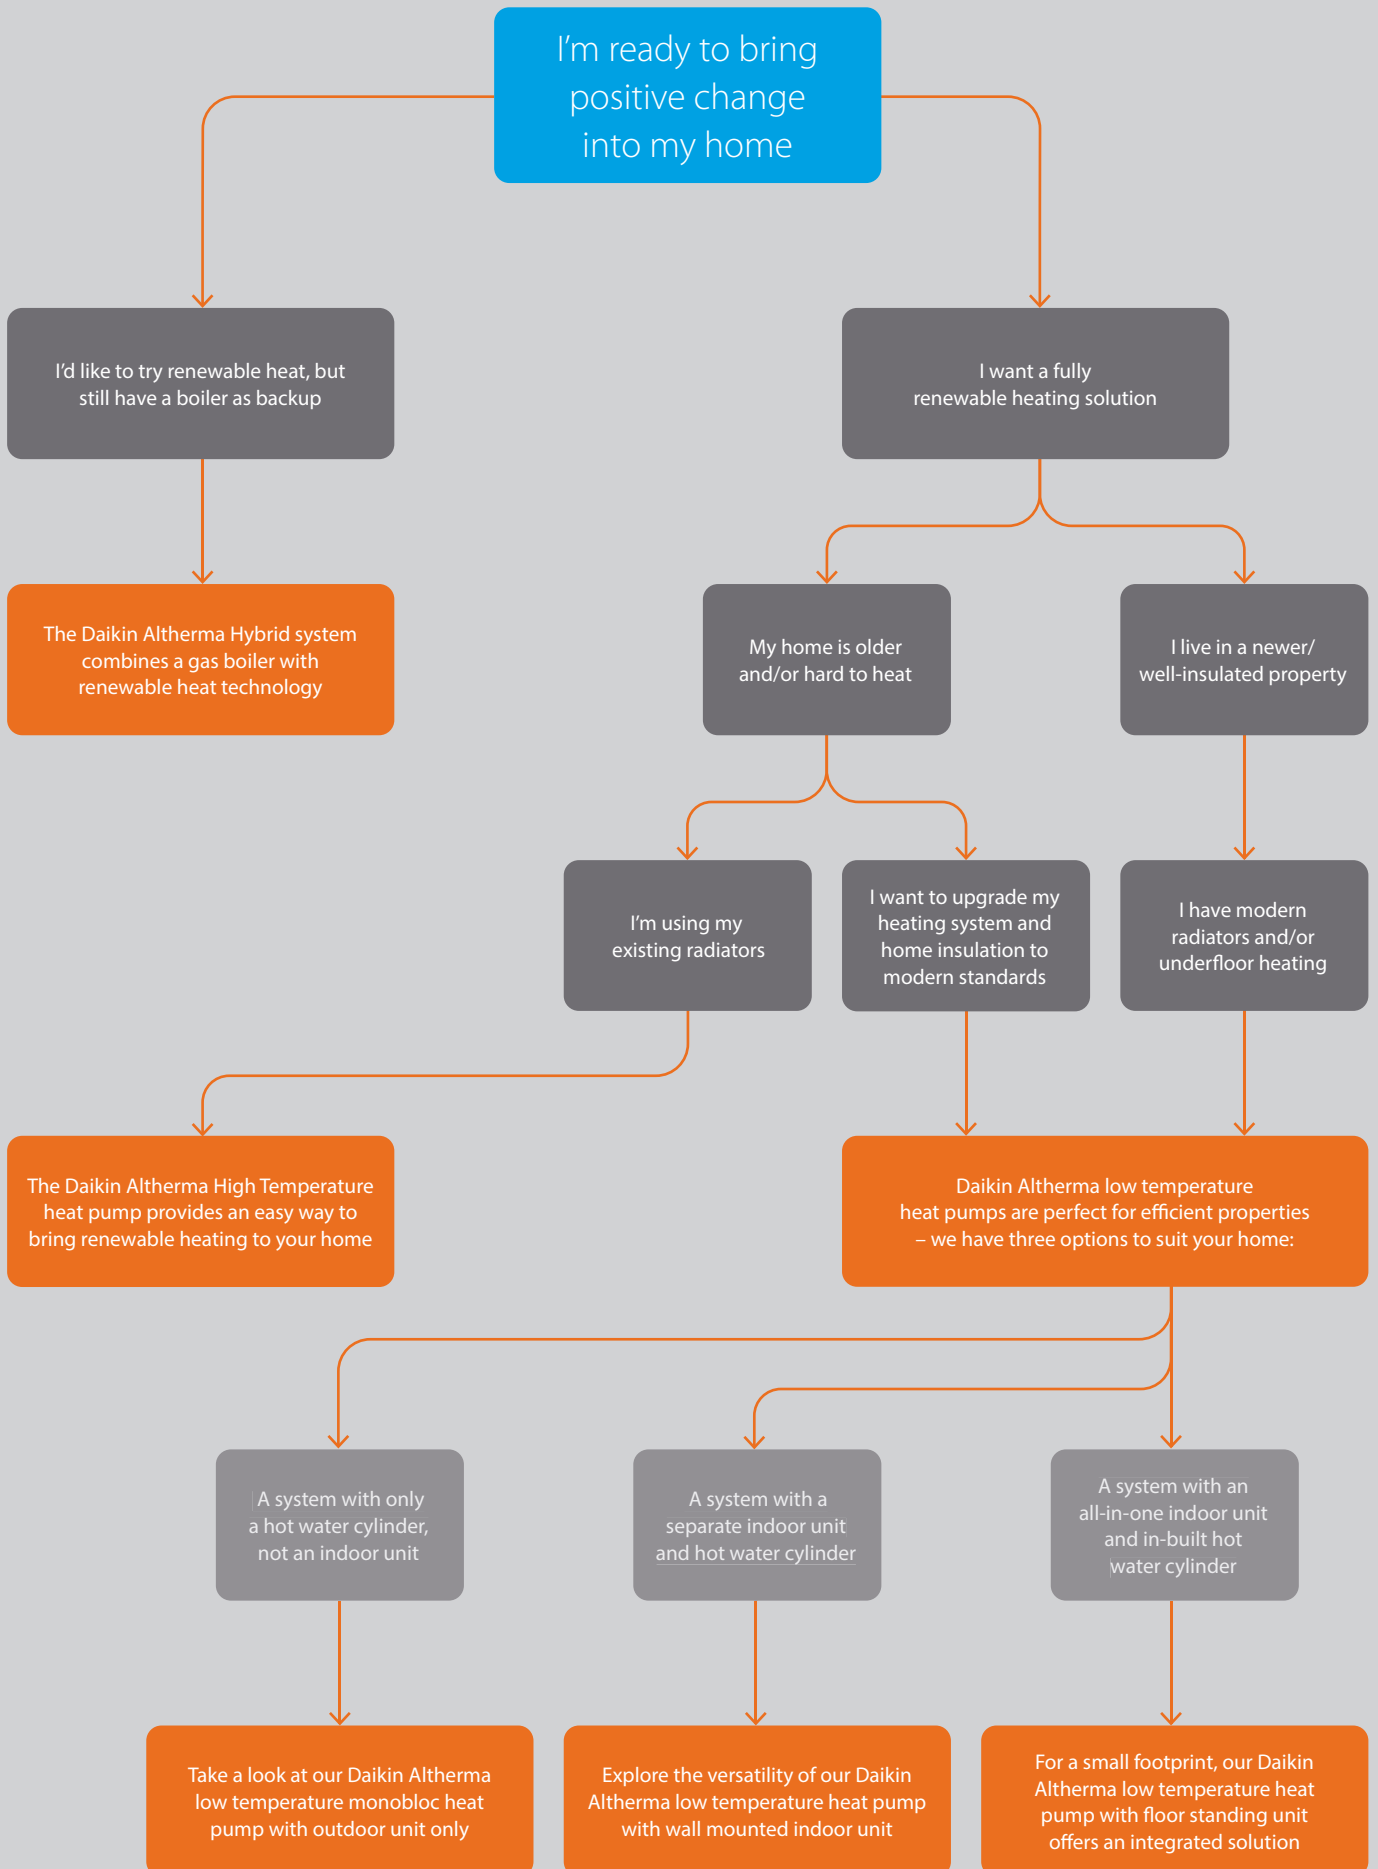 I'm ready to bring
positive change
into my home
I'd like to try renewable heat, but
still have a boiler as backup
I want a fully
renewable heating solution
The Daikin Altherma Hybrid system
combines a gas boiler with
renewable heat technology
My home is older
and/or hard to heat
I live in a newer/
well-insulated property
I'm using my
existing radiators
I want to upgrade my
heating system and
home insulation to
modern standards
I have modern
radiators and/or
underfloor heating
The Daikin Altherma High Temperature
heat pump provides an easy way to
bring renewable heating to your home
Daikin Altherma low temperature
heat pumps are perfect for efficient properties
– we have three options to suit your home:
A system with only
a hot water cylinder,
not an indoor unit
A system with a
separate indoor unit
and hot water cylinder
A system with an
all-in-one indoor unit
and in-built hot
water cylinder
Take a look at our Daikin Altherma
low temperature monobloc heat
pump with outdoor unit only
Explore the versatility of our Daikin
Altherma low temperature heat pump
with wall mounted indoor unit
For a small footprint, our Daikin
Altherma low temperature heat
pump with floor standing unit
offers an integrated solution